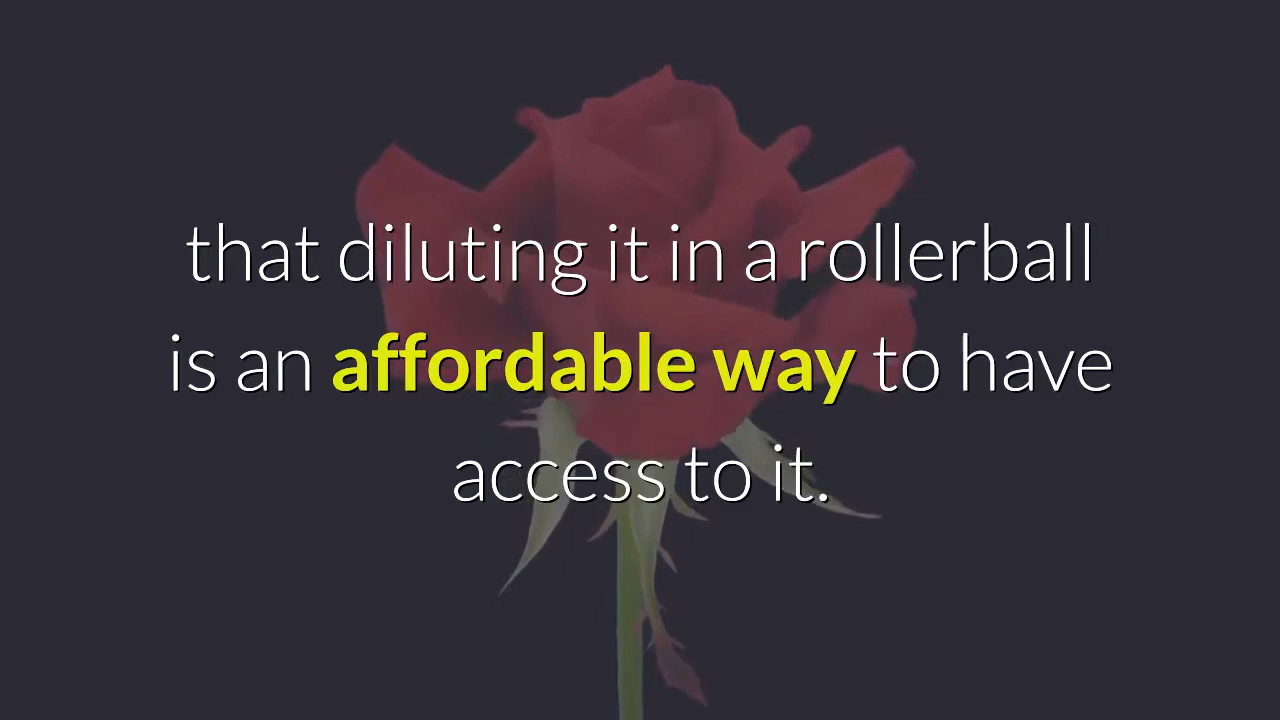 that diluting it in a rollerball
is an affordable way to have
access to it.